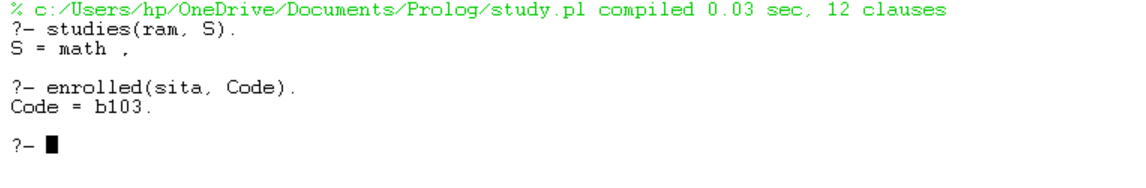 % c:/Users/hp/OneDrive/Documents/Prolog/study.pl compiled 0.03 sec, 12 clauses
?- studies(ram, S).
S = math ,
?- enrolled(sita, Code).
Code = b103.
?-